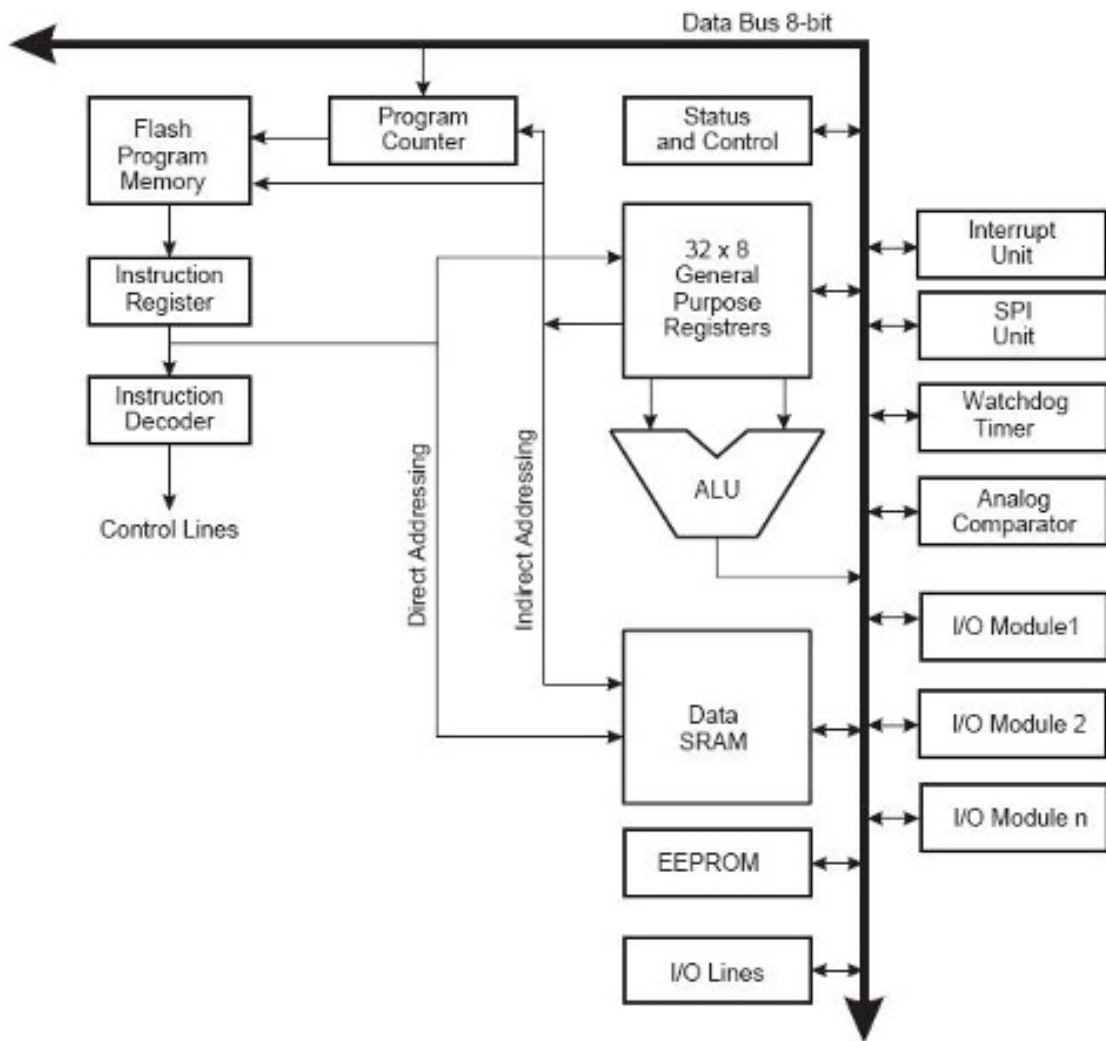 Data Bus 8-bit
Flash
Program
Memory
Program
Counter
Status
and Control
Instruction
Register
32 x 8
General
Purpose
Registrers
Interrupt
Unit
SPI
Unit
Instruction
Decoder
Watchdog
Timer
Control Lines
Direct Addressing
Indirect Addressing
ALU
Analog
Comparator
I/O Module1
Data
SRAM
I/O Module 2
I/O Module n
EEPROM
I/O Lines